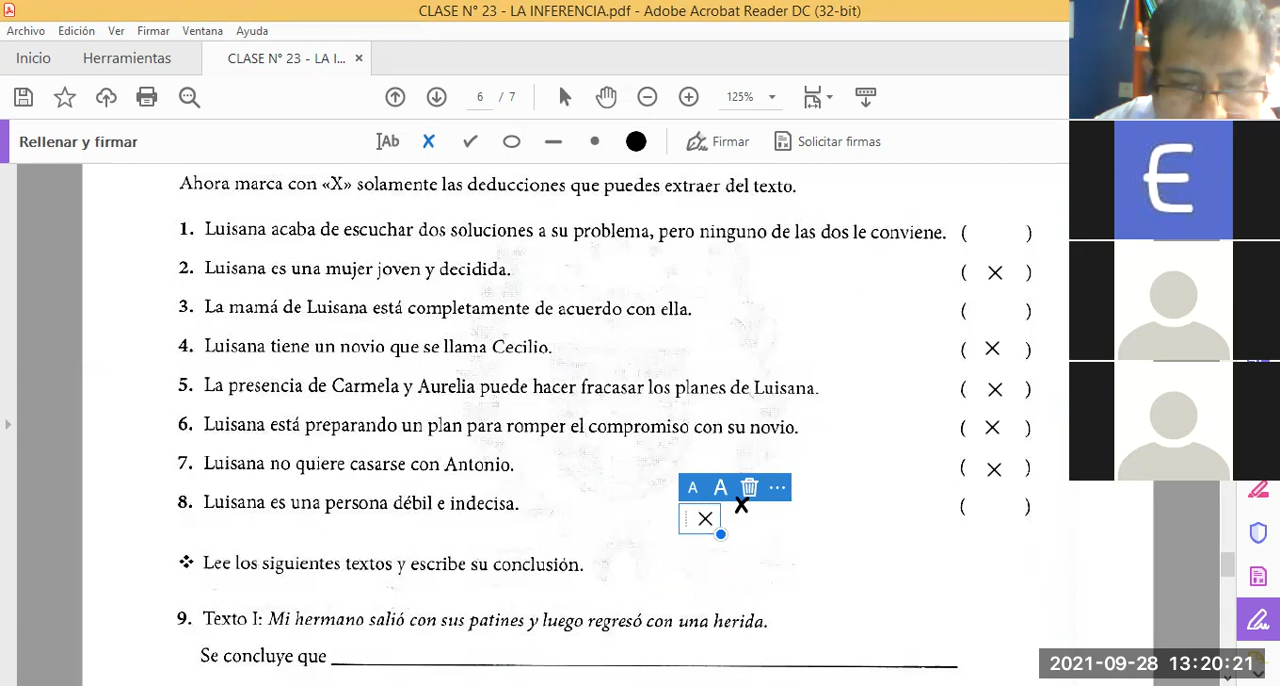 CLASE N° 23 - LA INFERENCIA.pdf - Adobe Acrobat Reader DC (32-bit)
Archivo Edición Ver Firmar Ventana Ayuda
Inicio Herramientas CLASE N° 23 - LA I... ×
6 / 7 125%
Rellenar y firmar Ab Firmar Solicitar firmas
Ahora marca con «X» solamente las deducciones que puedes extraer del texto.
1. Luisana acaba de escuchar dos soluciones a su problema, pero ninguno de las dos le conviene. ( )
2. Luisana es una mujer joven y decidida. ( X )
3. La mamá de Luisana está completamente de acuerdo con ella. ( )
4. Luisana tiene un novio que se llama Cecilio. ( X )
5. La presencia de Carmela y Aurelia puede hacer fracasar los planes de Luisana. ( X )
6. Luisana está preparando un plan para romper el compromiso con su novio. ( X )
7. Luisana no quiere casarse con Antonio. ( X )
A A ...
8. Luisana es una persona débil e indecisa. ( )
X
❖ Lee los siguientes textos y escribe su conclusión.
9. Texto I: Mi hermano salió con sus patines y luego regresó con una herida.
Se concluye que
2021-09-28 13:20:21